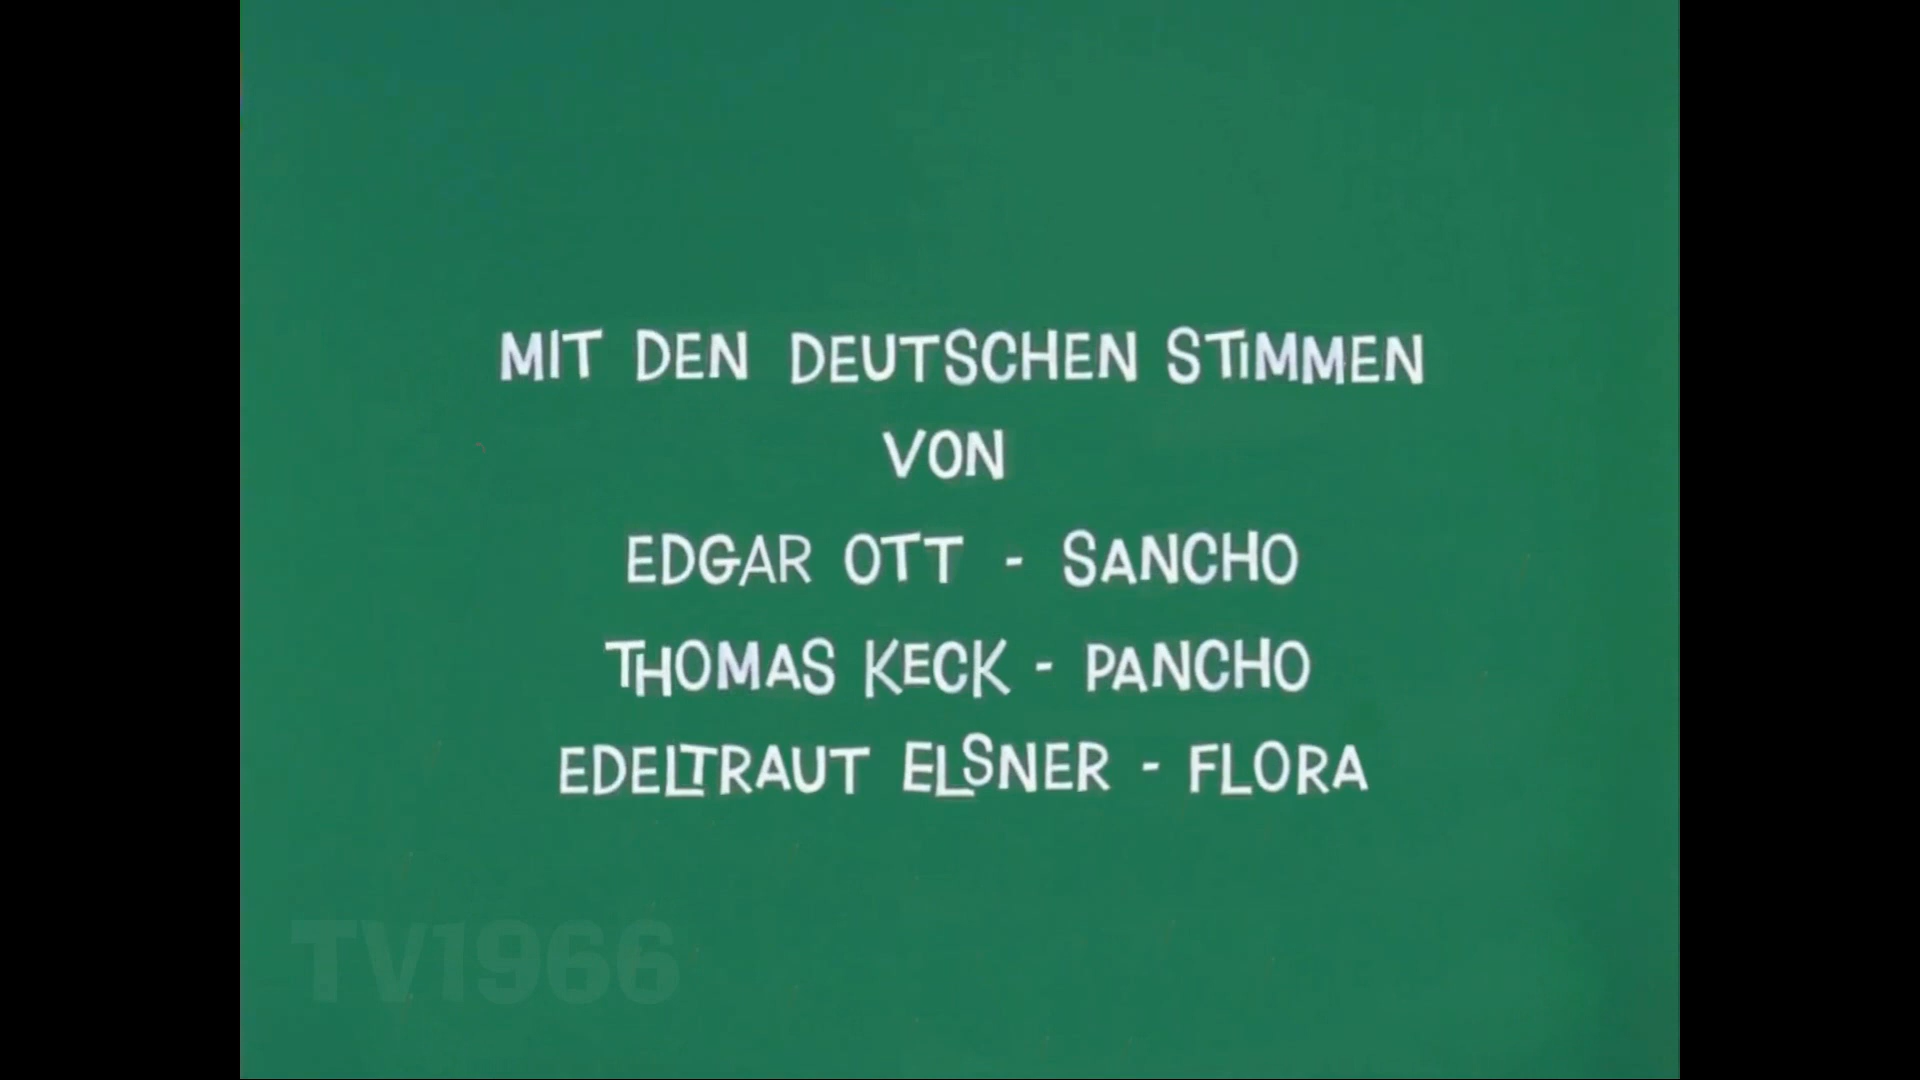 MIT DEN DEUTSCHEN STIMMEN
VON
EDGAR OTT - SANCHO
THOMAS KECK - PANCHO
EDELTRAUT ELSNER - FLORA
TV1966